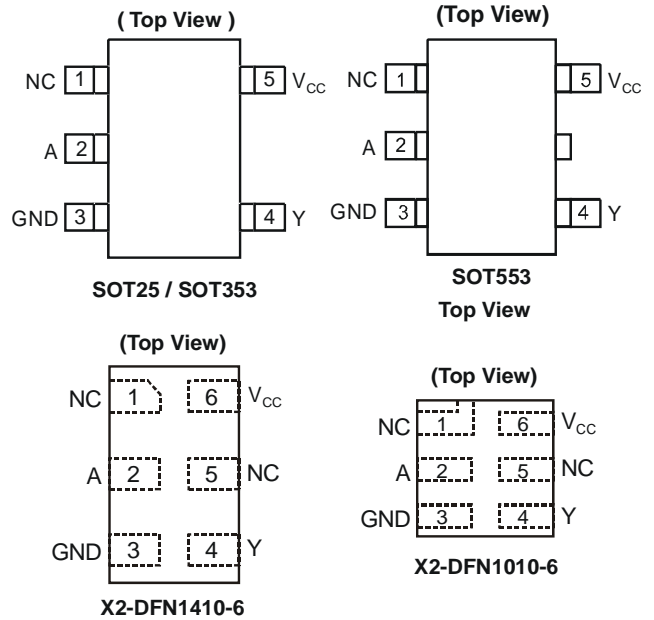 ( Top View )
NC 1 5 VCC
A 2
GND 3 4 Y
SOT25 / SOT353
(Top View)
NC 1 5 VCC
A 2
GND 3 4 Y
SOT553
Top View
(Top View)
NC 1 6 VCC
A 2 5 NC
GND 3 4 Y
X2-DFN1410-6
(Top View)
NC 1 6 VCC
A 2 5 NC
GND 3 4 Y
X2-DFN1010-6